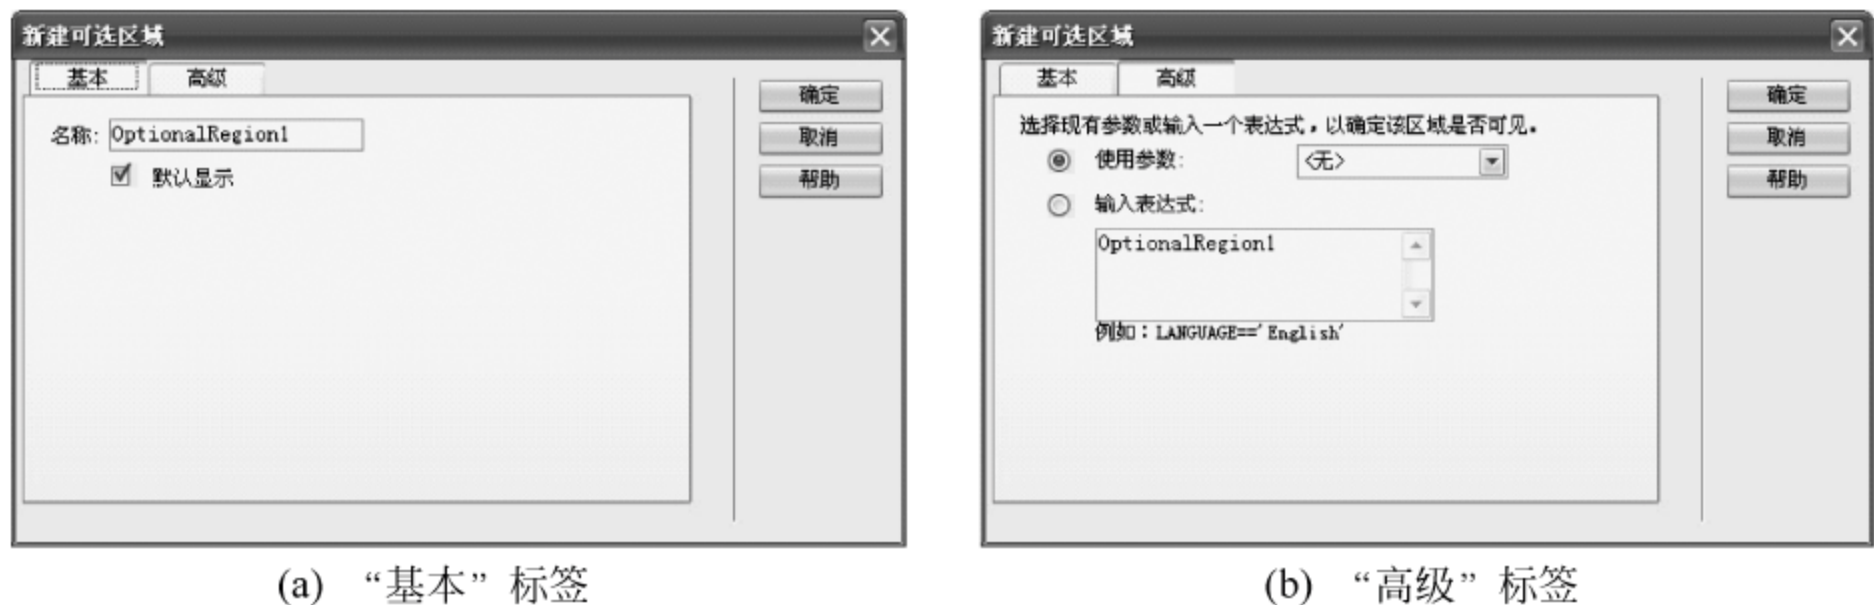 新建可选区域
基本 高级
名称: OptionalRegion1
默认显示
确定
取消
帮助
(a) “基本”标签
新建可选区域
基本 高级
选择现有参数或输入一个表达式，以确定该区域是否可见。
使用参数: <无>
输入表达式:
OptionalRegion1
例如：LANGUAGE=='English'
确定
取消
帮助
(b) “高级”标签